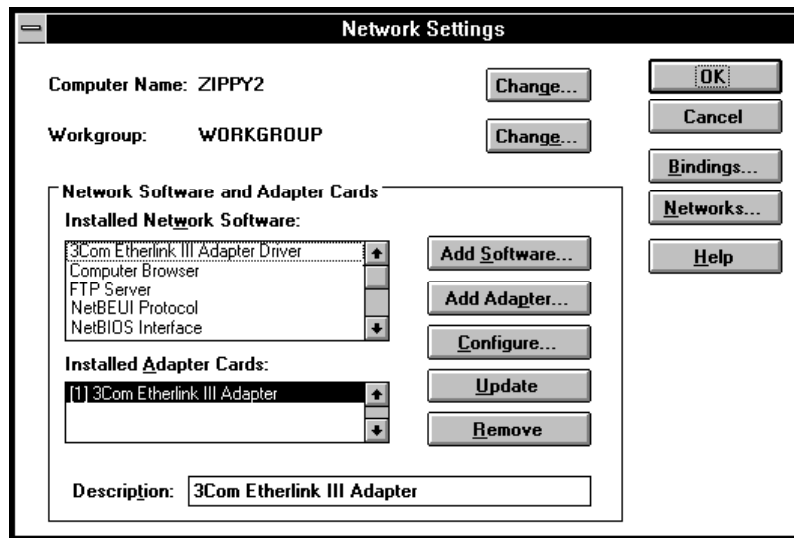 Network Settings
Computer Name: ZIPPY2
Change...
OK
Cancel
Workgroup: WORKGROUP
Change...
Bindings...
Networks...
Help
Network Software and Adapter Cards
Installed Network Software:
3Com Etherlink III Adapter Driver
Computer Browser
FTP Server
NetBEUI Protocol
NetBIOS Interface
Add Software...
Add Adapter...
Configure...
Update
Remove
Installed Adapter Cards:
[1] 3Com Etherlink III Adapter
Description: 3Com Etherlink III Adapter